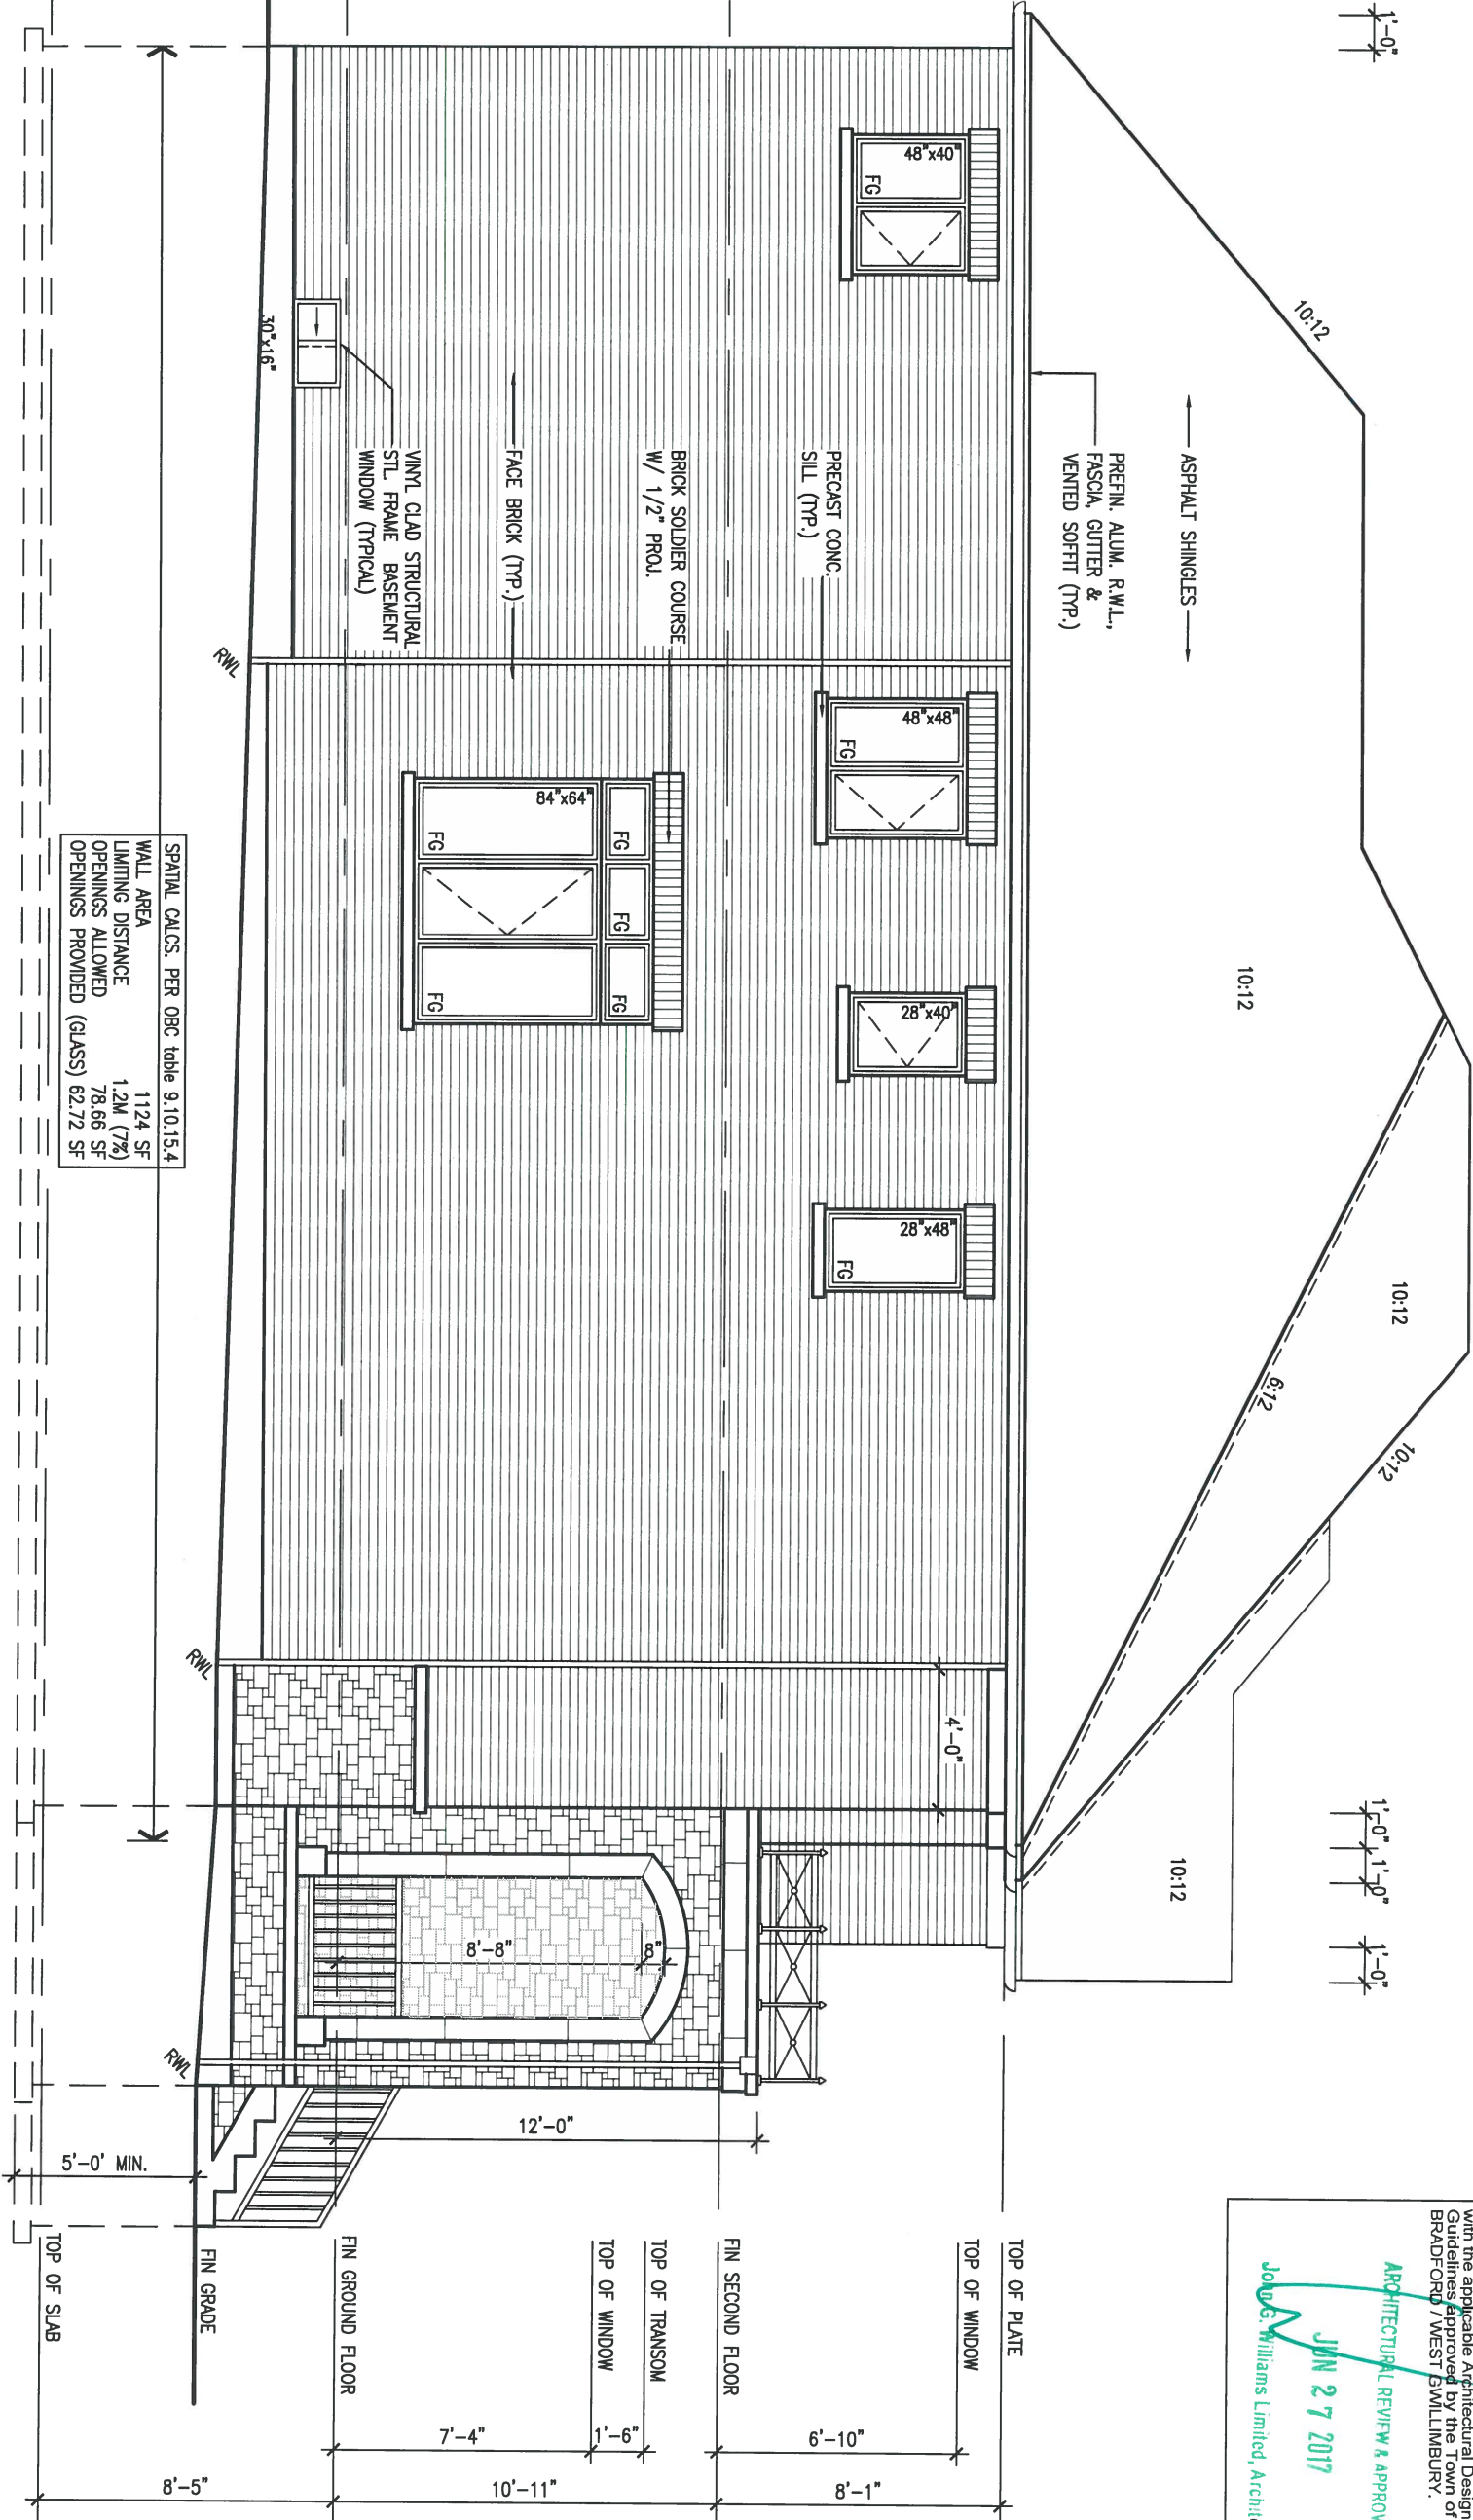 1'-0"
10:12
ASPHALT SHINGLES
PREFIN. ALUM. R.W.L.,
FASCIA, GUTTER &
VENTED SOFFIT (TYP.)
10:12
10:12
6:12
10:12
10:12
1'-0"
1'-0"
1'-0"
48"x40"
FG
48"x48"
FG
28"x40"
28"x48"
FG
PRECAST CONC.
SILL (TYP.)
BRICK SOLDIER COURSE
W/ 1/2" PROJ.
FACE BRICK (TYP.)
VINYL CLAD STRUCTURAL
STL. FRAME BASEMENT
WINDOW (TYPICAL)
30"x16"
84"x64"
FG
FG
FG
FG
FG
RWL
RWL
RWL
4'-0"
8'-8"
8"
12'-0"
5'-0' MIN.
SPATIAL CALCS. PER OBC table 9.10.15.4
WALL AREA 1124 SF
LIMITING DISTANCE 1.2M (7%)
OPENINGS ALLOWED 78.66 SF
OPENINGS PROVIDED (GLASS) 62.72 SF
TOP OF PLATE
TOP OF WINDOW
FIN SECOND FLOOR
TOP OF TRANSOM
TOP OF WINDOW
FIN GROUND FLOOR
FIN GRADE
TOP OF SLAB
6'-10"
1'-6"
7'-4"
8'-1"
10'-11"
8'-5"
with the applicable Architectural Design
Guidelines approved by the Town of
BRADFORD / WEST GWILLIMBURY.
ARCHITECTURAL REVIEW & APPROV
JUN 27 2017
John G. Williams Limited, Archit